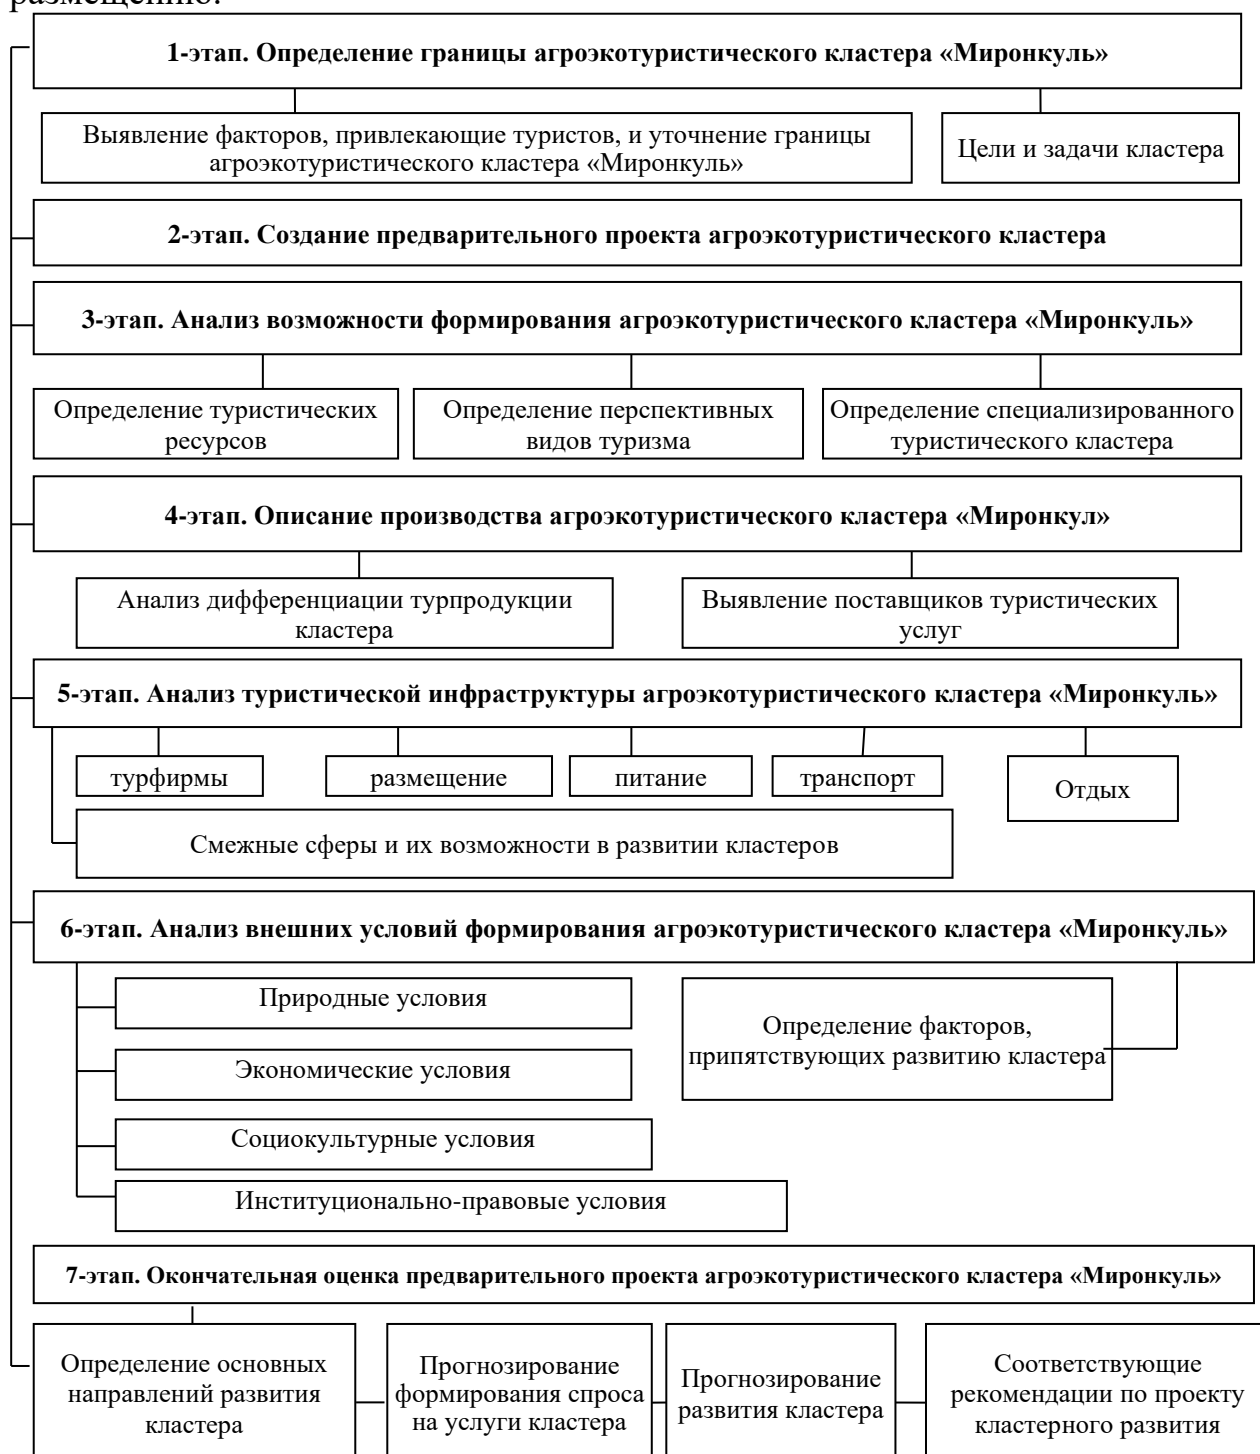 размещению.
1-этап. Определение границы агроэкотуристического кластера «Миронкуль»
Выявление факторов, привлекающие туристов, и уточнение границы
агроэкотуристического кластера «Миронкуль»
Цели и задачи кластера
2-этап. Создание предварительного проекта агроэкотуристического кластера
3-этап. Анализ возможности формирования агроэкотуристического кластера «Миронкуль»
Определение туристических
ресурсов
Определение перспективных
видов туризма
Определение специализированного
туристического кластера
4-этап. Описание производства агроэкотуристического кластера «Миронкул»
Анализ дифференциации турпродукции
кластера
Выявление поставщиков туристических
услуг
5-этап. Анализ туристической инфраструктуры агроэкотуристического кластера «Миронкуль»
турфирмы
размещение
питание
транспорт
Отдых
Смежные сферы и их возможности в развитии кластеров
6-этап. Анализ внешних условий формирования агроэкотуристического кластера «Миронкуль»
Природные условия
Экономические условия
Социокультурные условия
Институционально-правовые условия
Определение факторов,
припятствующих развитию кластера
7-этап. Окончательная оценка предварительного проекта агроэкотуристического кластера «Миронкуль»
Определение основных
направлений развития
кластера
Прогнозирование
формирования спроса
на услуги кластера
Прогнозирование
развития кластера
Соответствующие
рекомендации по проекту
кластерного развития